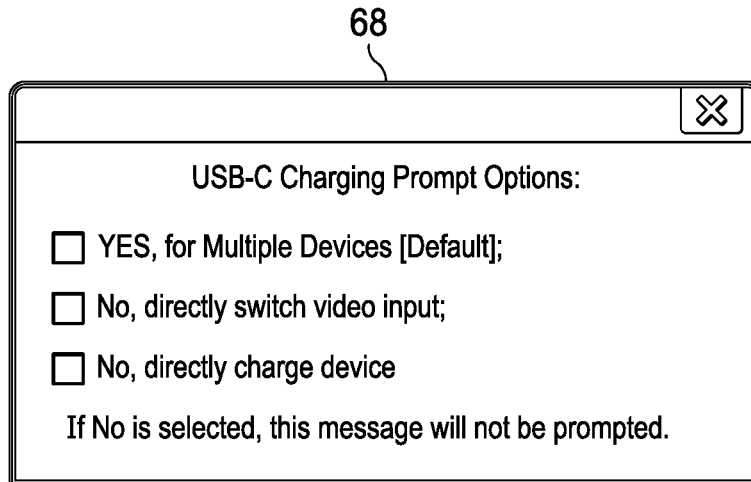 68
USB-C Charging Prompt Options:
YES, for Multiple Devices [Default];
No, directly switch video input;
No, directly charge device
If No is selected, this message will not be prompted.